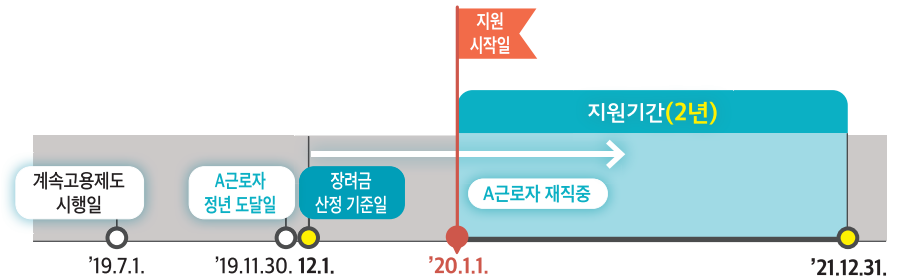 지원
시작일
지원기간(2년)
계속고용제도
시행일
A근로자
정년 도달일
장려금
산정 기준일
A근로자 재직중
’19.7.1.
’19.11.30.
12.1.
’20.1.1.
’21.12.31.